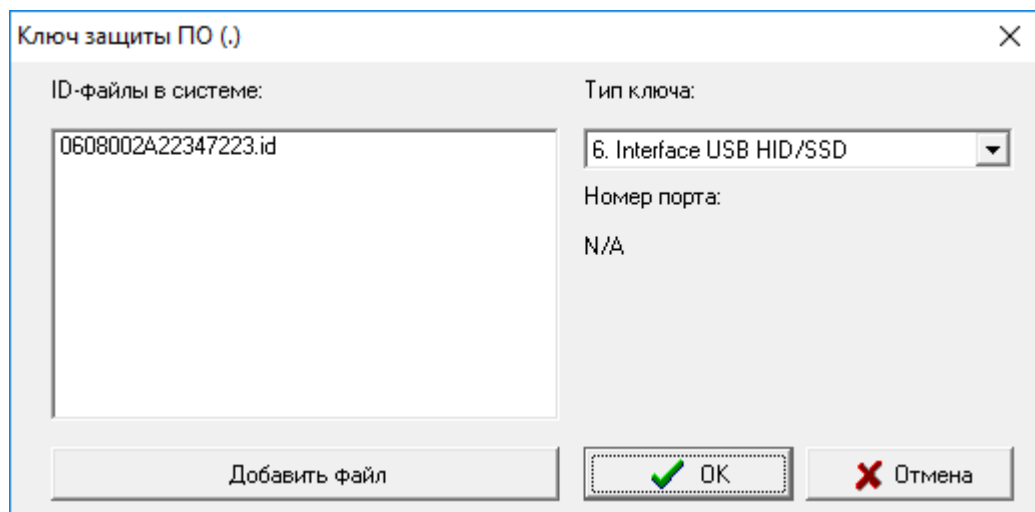 Ключ защиты ПО (.)
ID-файлы в системе:
0608002A22347223.id
Тип ключа:
6. Interface USB HID/SSD
Номер порта:
N/A
Добавить файл
OK
Отмена